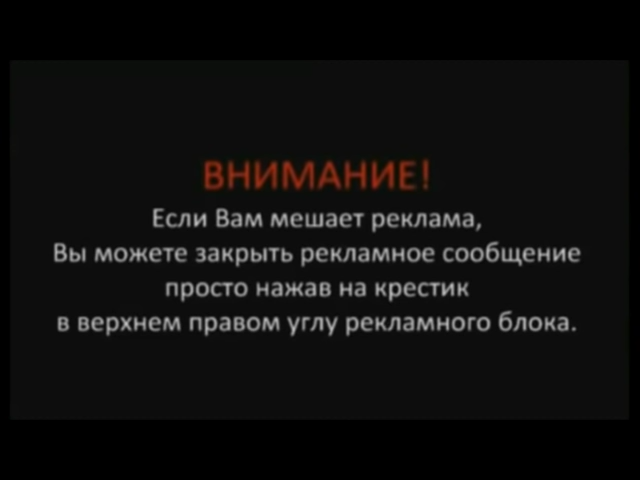 ВНИМАНИЕ!
Если Вам мешает реклама,
Вы можете закрыть рекламное сообщение
просто нажав на крестик
в верхнем правом углу рекламного блока.